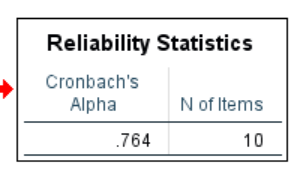 Reliability Statistics
Cronbach's
Alpha N of Items
.764 10